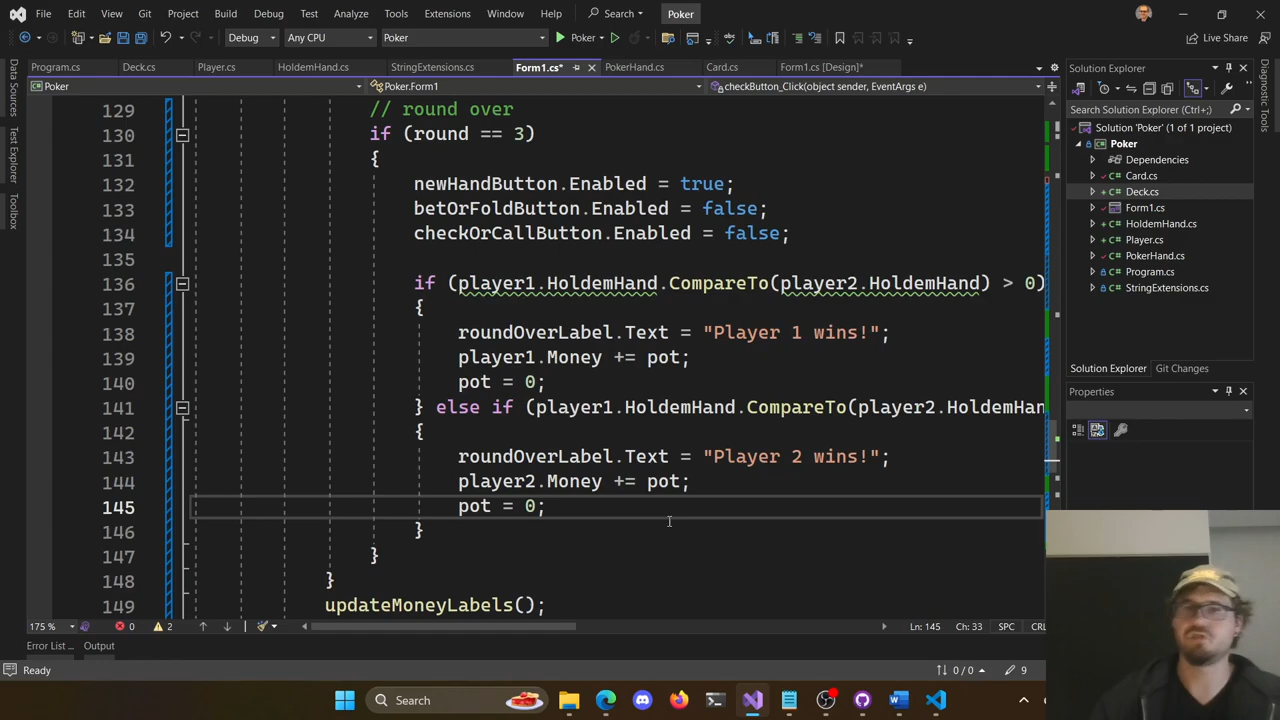 File Edit View Git Project Build Debug Test Analyze Tools Extensions Window Help Search Poker
Debug Any CPU Poker Poker Live Share
Program.cs Deck.cs Player.cs HoldemHand.cs StringExtensions.cs Form1.cs* PokerHand.cs Card.cs Form1.cs [Design]*
Poker Poker.Form1 checkButton_Click(object sender, EventArgs e)
129 // round over
130 if (round == 3)
131 {
132 newHandButton.Enabled = true;
133 betOrFoldButton.Enabled = false;
134 checkOrCallButton.Enabled = false;
135
136 if (player1.HoldemHand.CompareTo(player2.HoldemHand) > 0)
137 {
138 roundOverLabel.Text = "Player 1 wins!";
139 player1.Money += pot;
140 pot = 0;
141 } else if (player1.HoldemHand.CompareTo(player2.HoldemHan
142 {
143 roundOverLabel.Text = "Player 2 wins!";
144 player2.Money += pot;
145 pot = 0;
146 }
147 }
148 }
149 updateMoneyLabels();
175 % 0 2 Ln: 145 Ch: 33 SPC CRL
Error List ... Output
Ready 0 / 0 9
Data Sources
Test Explorer
Toolbox
Solution Explorer
Search Solution Explorer (Ctrl+;)
Solution 'Poker' (1 of 1 project)
Poker
Dependencies
Card.cs
Deck.cs
Form1.cs
HoldemHand.cs
Player.cs
PokerHand.cs
Program.cs
StringExtensions.cs
Solution Explorer Git Changes
Properties
Diagnostic Tools
Search